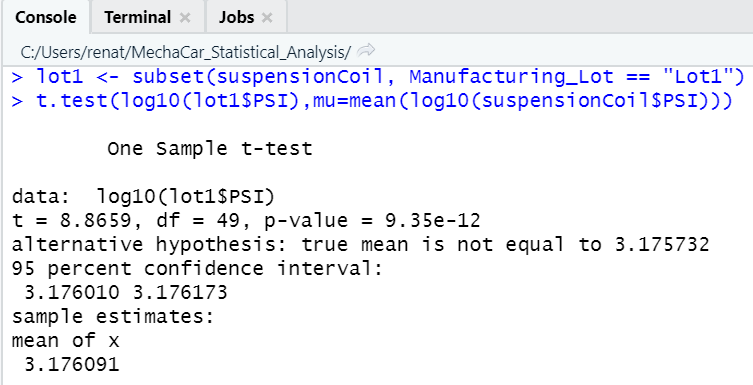 Console Terminal Jobs
C:/Users/renat/MechaCar_Statistical_Analysis/
> lot1 <- subset(suspensionCoil, Manufacturing_Lot == "Lot1")
> t.test(log10(lot1$PSI),mu=mean(log10(suspensionCoil$PSI)))
One Sample t-test
data:  log10(lot1$PSI)
t = 8.8659, df = 49, p-value = 9.35e-12
alternative hypothesis: true mean is not equal to 3.175732
95 percent confidence interval:
3.176010 3.176173
sample estimates:
mean of x
3.176091